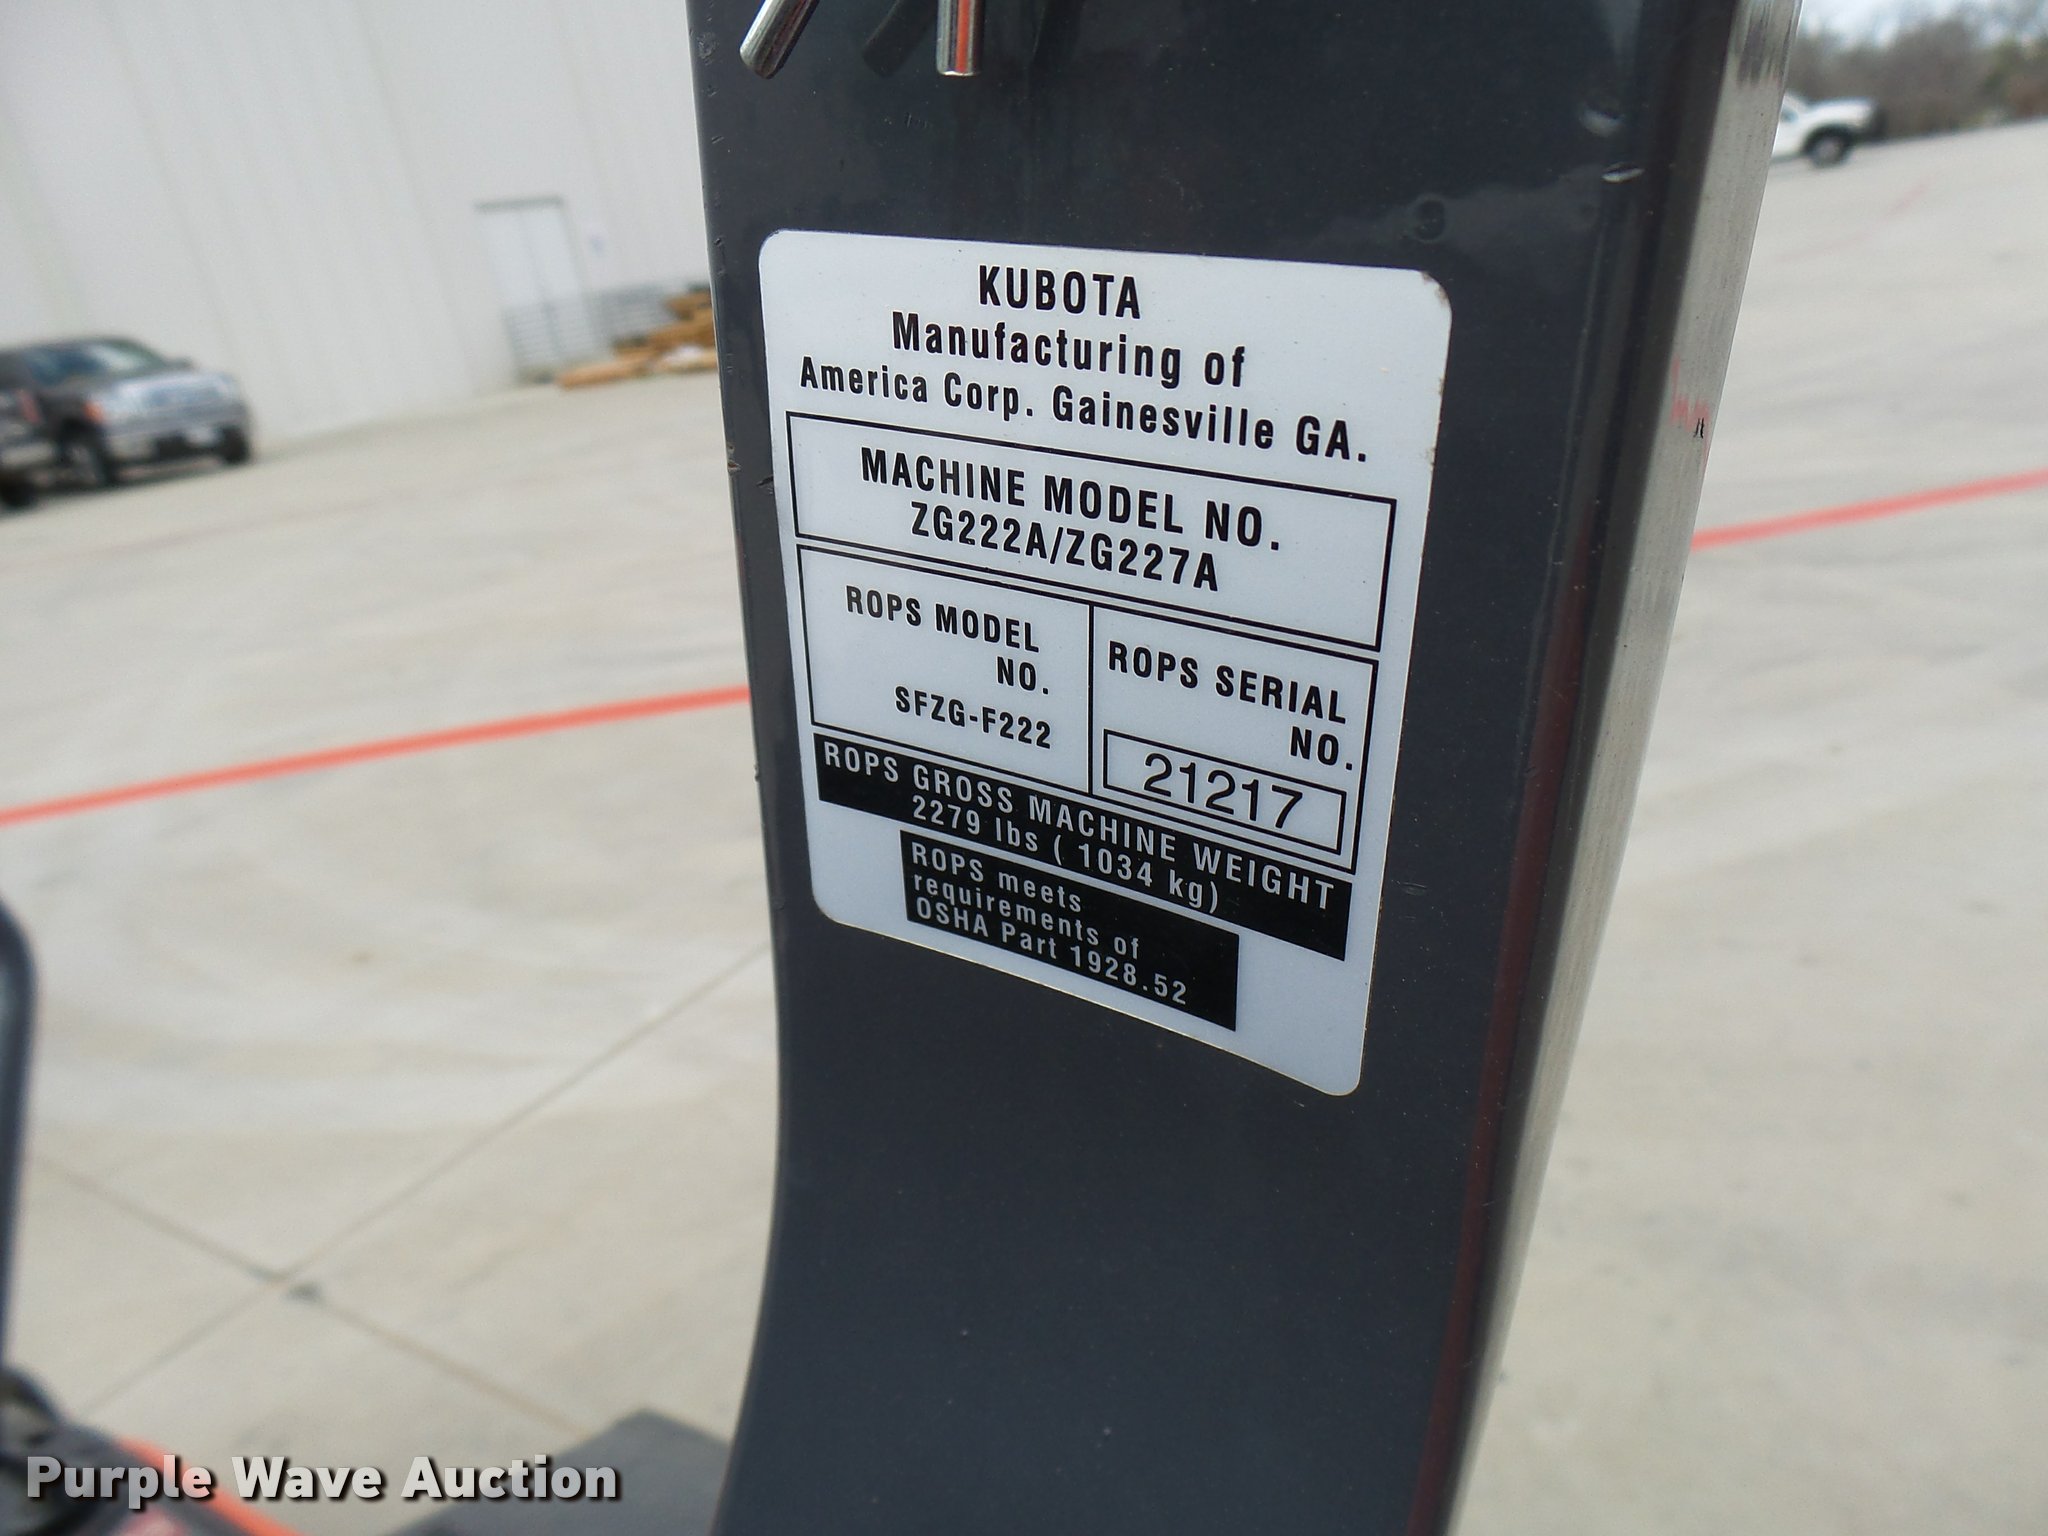 KUBOTA
Manufacturing of
America Corp. Gainesville GA.
MACHINE MODEL NO.
ZG222A/ZG227A
ROPS MODEL
NO.
SFZG-F222
ROPS SERIAL
NO.
21217
ROPS GROSS MACHINE WEIGHT
2279 lbs ( 1034 kg)
ROPS meets
requirements of
OSHA Part 1928.52
Purple Wave Auction